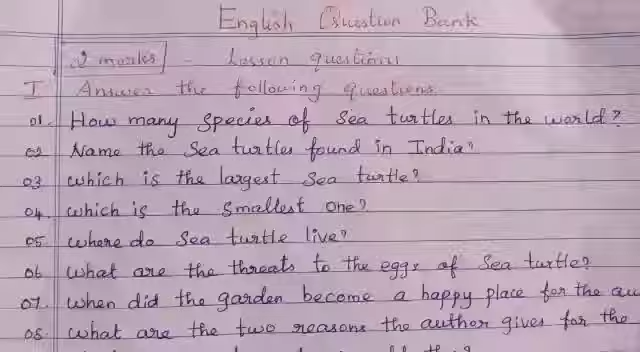 English Question Bank
2 marks - Lesson questions
I Answer the following questions.
01. How many species of Sea turtles in the world?
02 Name the Sea turtles found in India?
03 which is the largest Sea turtle?
04. which is the smallest one?
05. where do Sea turtle live?
06 what are the threats to the eggs of Sea turtle?
07. when did the garden become a happy place for the
08. what are the two reasons the author gives for the